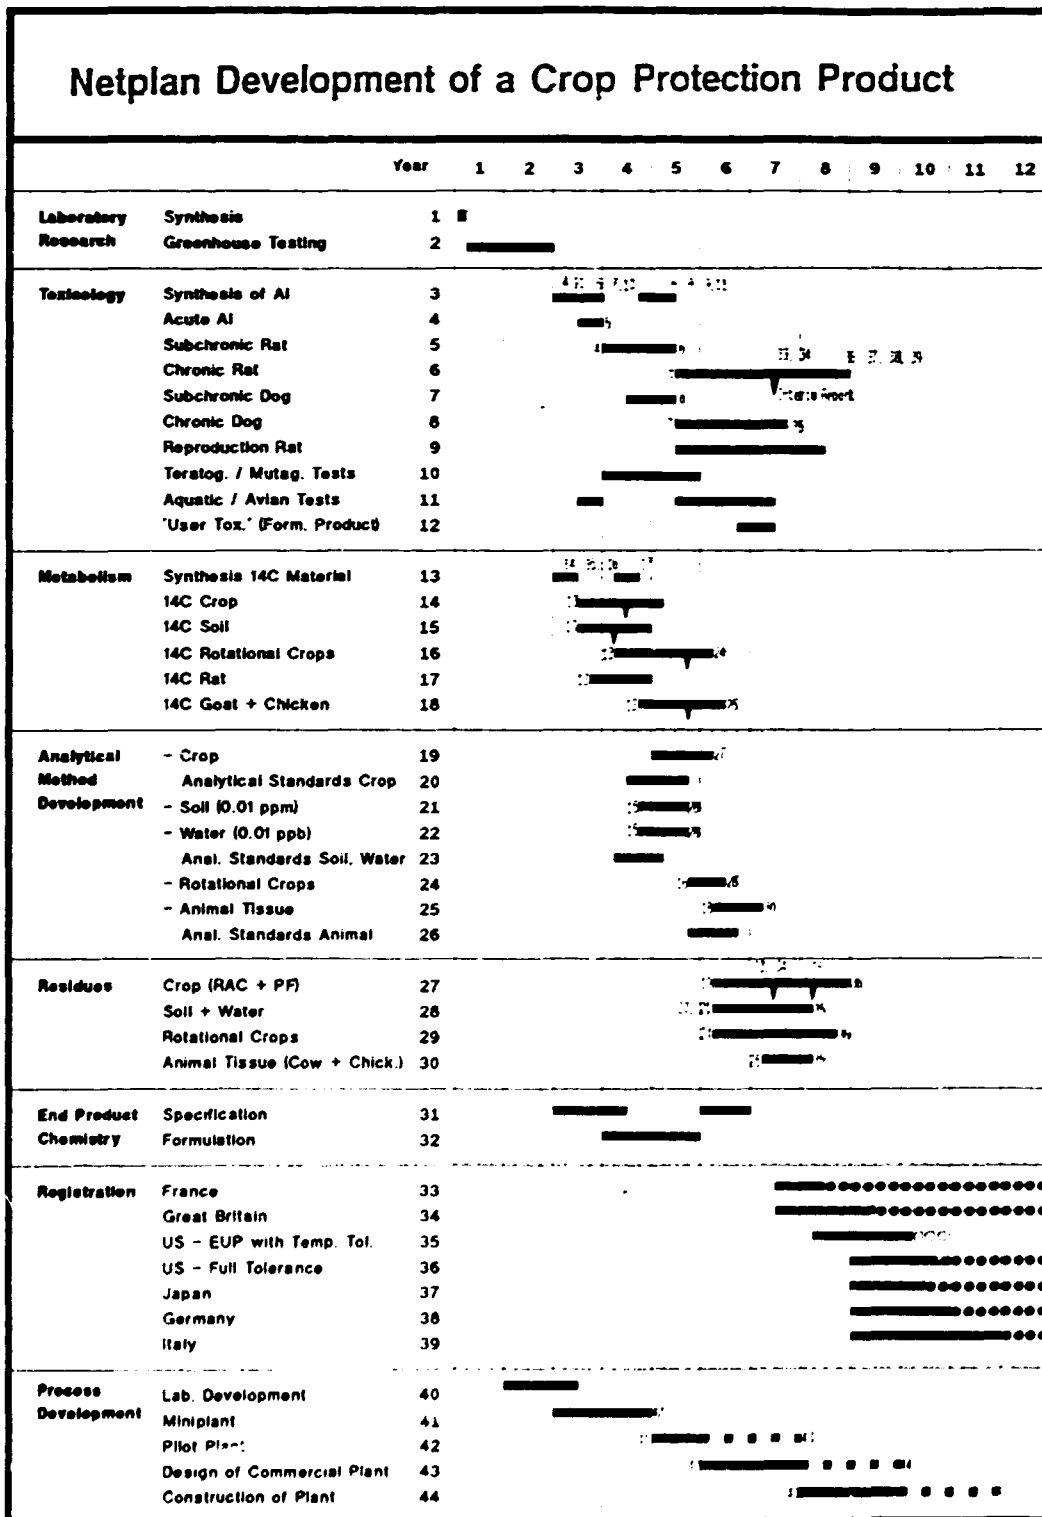 Netplan Development of a Crop Protection Product
Year 1 2 3 4 5 6 7 8 9 10 11 12
Laboratory Synthesis 1
Research Greenhouse Testing 2
Toxicology Synthesis of AI 3
Acute AI 4
Subchronic Rat 5
Chronic Rat 6
Interim Report
Subchronic Dog 7
Chronic Dog 8
Reproduction Rat 9
Teratog. / Mutag. Tests 10
Aquatic / Avian Tests 11
'User Tox.' (Form. Product) 12
Metabolism Synthesis 14C Material 13
14C Crop 14
14C Soil 15
14C Rotational Crops 16
14C Rat 17
14C Goat + Chicken 18
Analytical - Crop 19
Method Analytical Standards Crop 20
Development - Soil (0.01 ppm) 21
- Water (0.01 ppb) 22
Anal. Standards Soil, Water 23
- Rotational Crops 24
- Animal Tissue 25
Anal. Standards Animal 26
Residues Crop (RAC + PF) 27
Soil + Water 28
Rotational Crops 29
Animal Tissue (Cow + Chick.) 30
End Product Specification 31
Chemistry Formulation 32
Registration France 33
Great Britain 34
US - EUP with Temp. Tol. 35
US - Full Tolerance 36
Japan 37
Germany 38
Italy 39
Process Lab. Development 40
Development Miniplant 41
Pilot Plant 42
Design of Commercial Plant 43
Construction of Plant 44